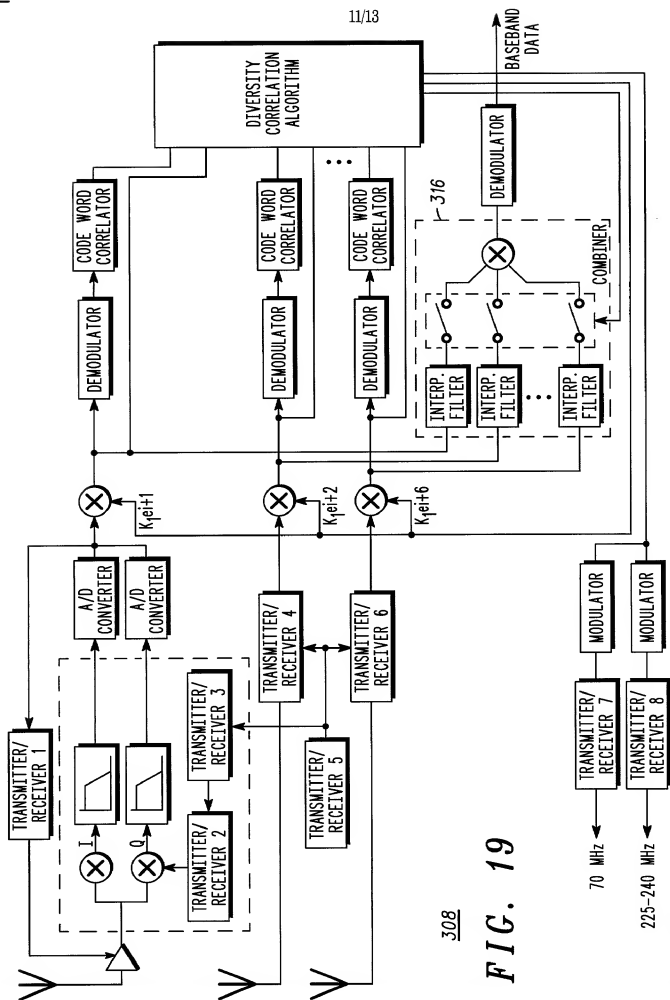 11/13
TRANSMITTER/
RECEIVER 1
A/D
CONVERTER
A/D
CONVERTER
I
Q
TRANSMITTER/
RECEIVER 2
TRANSMITTER/
RECEIVER 3
TRANSMITTER/
RECEIVER 4
TRANSMITTER/
RECEIVER 5
TRANSMITTER/
RECEIVER 6
K1ei+1
K1ei+2
K1ei+6
DEMODULATOR
CODE WORD
CORRELATOR
DEMODULATOR
CODE WORD
CORRELATOR
DEMODULATOR
CODE WORD
CORRELATOR
DIVERSITY
CORRELATION
ALGORITHM
316
INTERP.
FILTER
INTERP.
FILTER
INTERP.
FILTER
COMBINER
DEMODULATOR
BASEBAND
DATA
70 MHz
TRANSMITTER/
RECEIVER 7
MODULATOR
225-240 MHz
TRANSMITTER/
RECEIVER 8
MODULATOR
308
FIG. 19